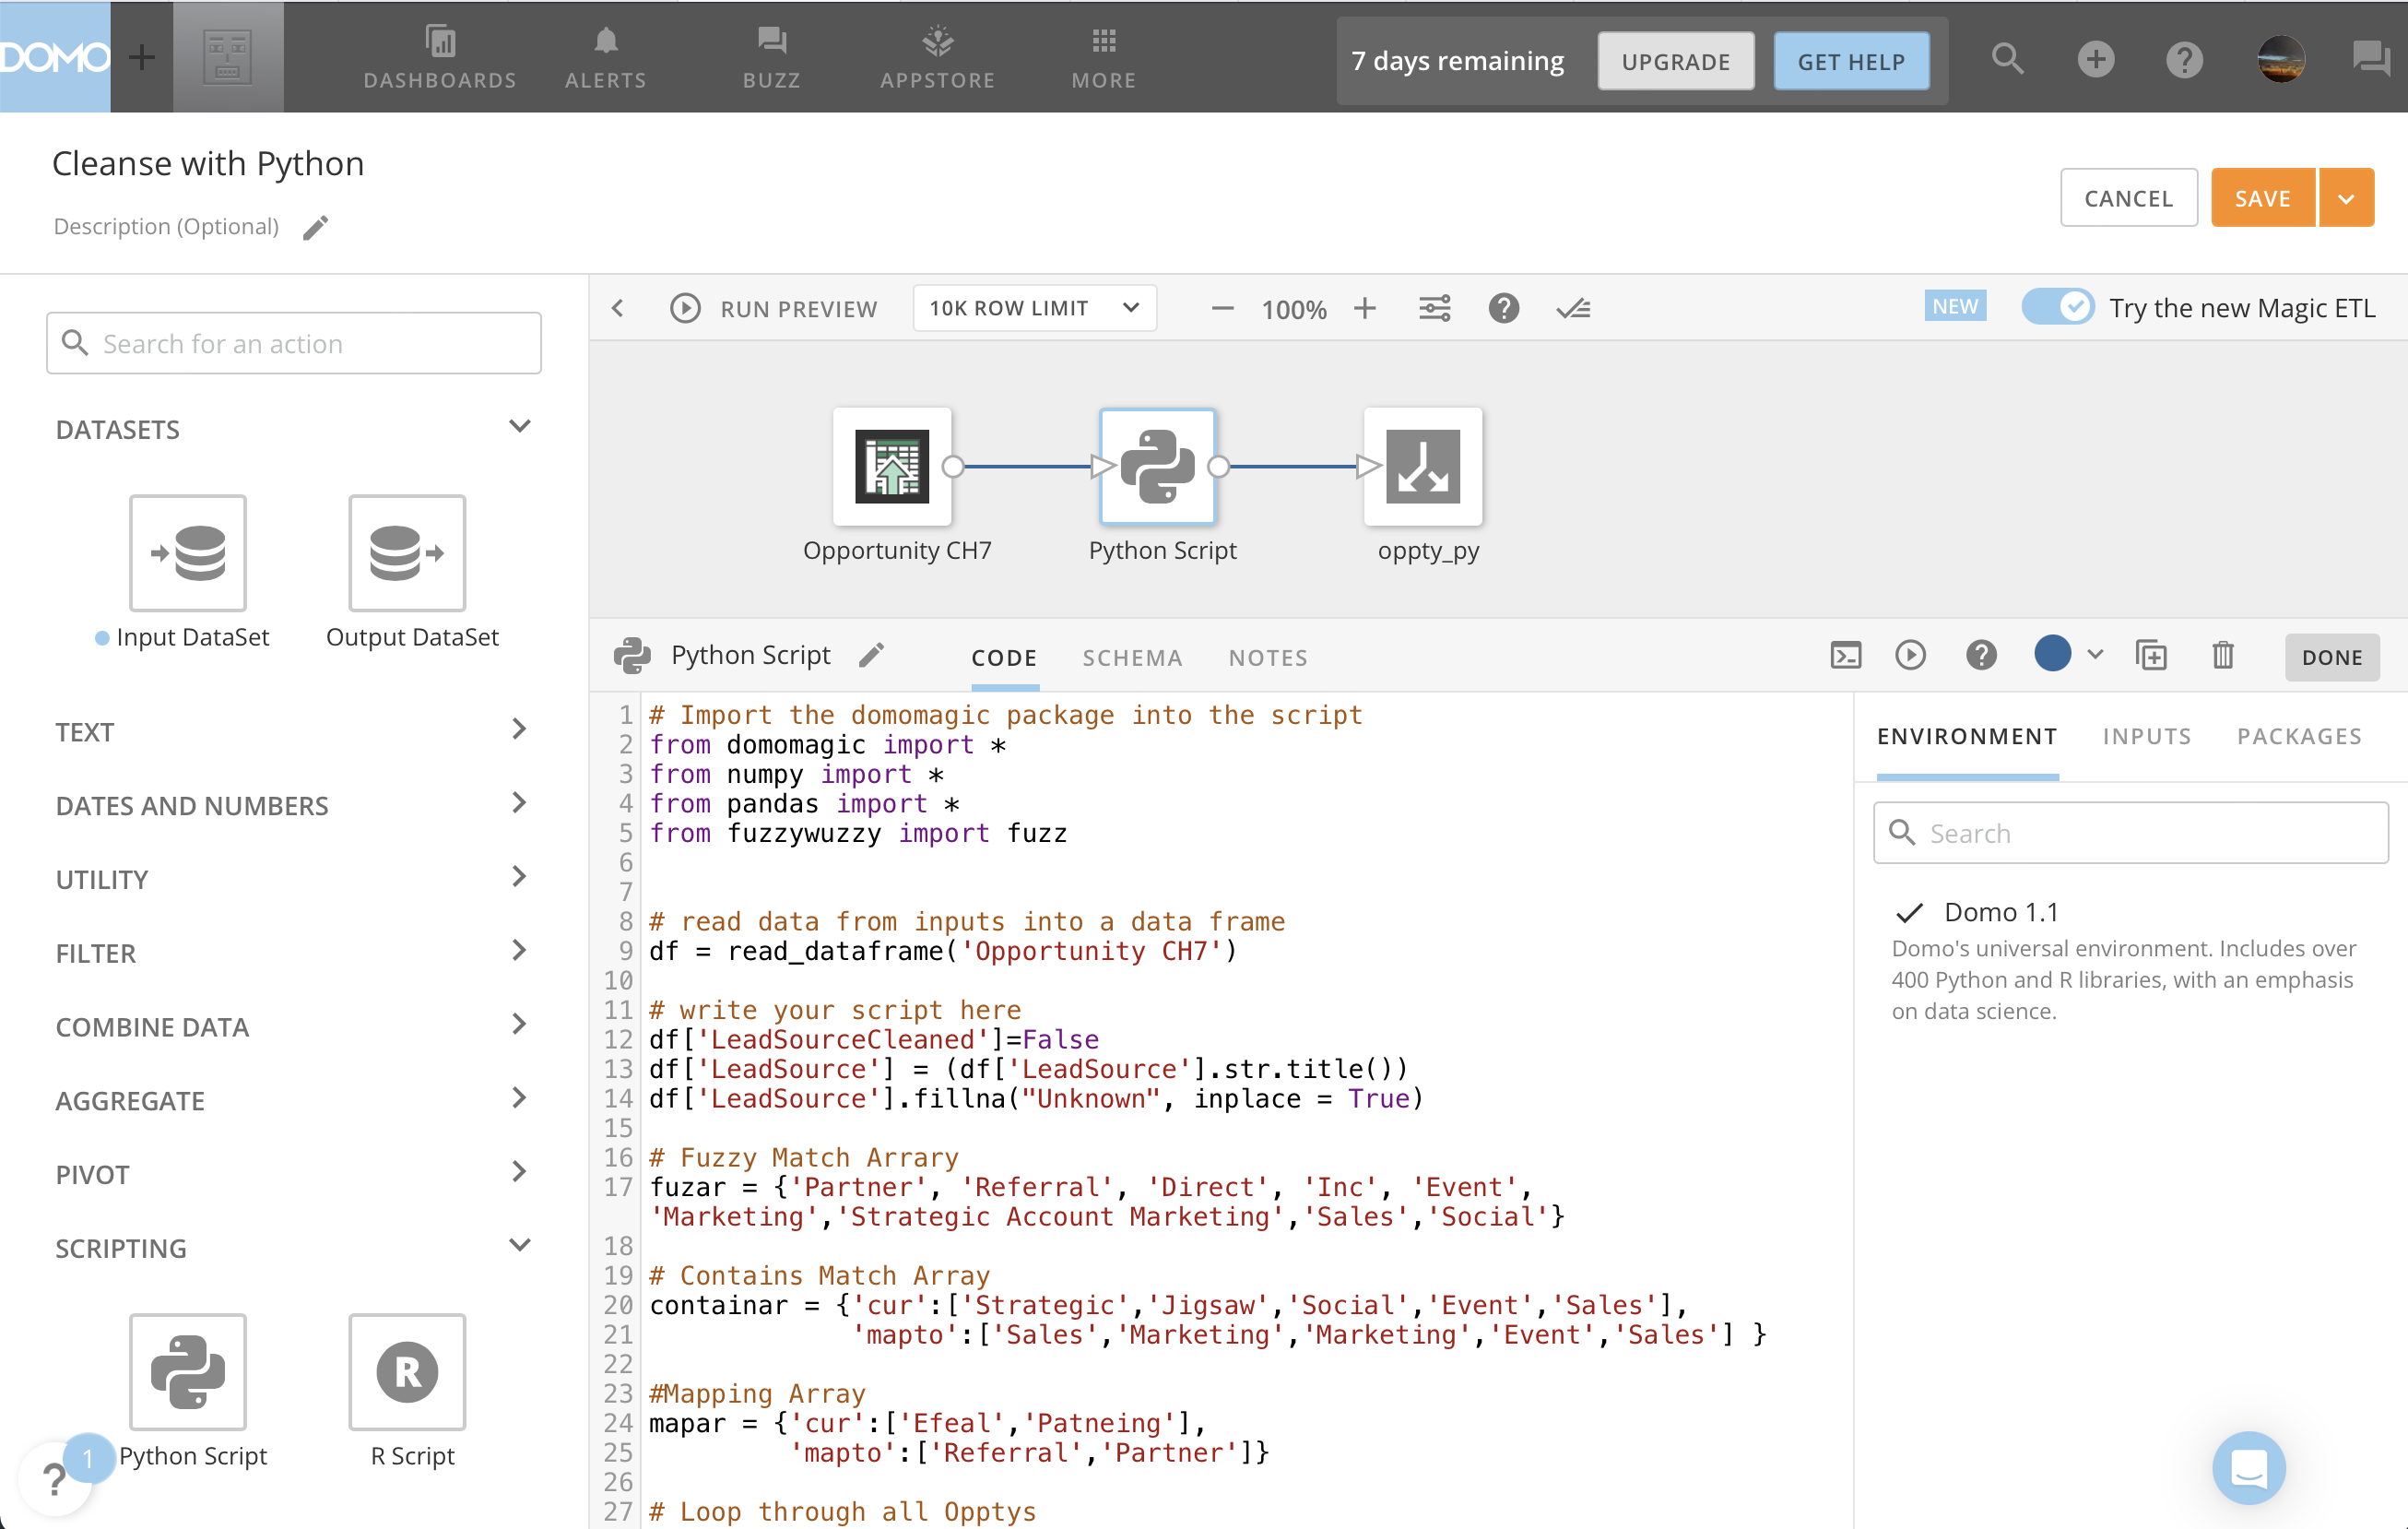 DOMO
DASHBOARDS
ALERTS
BUZZ
APPSTORE
MORE
7 days remaining
UPGRADE
GET HELP
Cleanse with Python
Description (Optional)
CANCEL
SAVE
Search for an action
DATASETS
Input DataSet
Output DataSet
TEXT
DATES AND NUMBERS
UTILITY
FILTER
COMBINE DATA
AGGREGATE
PIVOT
SCRIPTING
Python Script
R
R Script
?
1
RUN PREVIEW
10K ROW LIMIT
100%
NEW
Try the new Magic ETL
Opportunity CH7
Python Script
oppty_py
Python Script
CODE
SCHEMA
NOTES
DONE
1 # Import the domomagic package into the script
2 from domomagic import *
3 from numpy import *
4 from pandas import *
5 from fuzzywuzzy import fuzz
6
7
8 # read data from inputs into a data frame
9 df = read_dataframe('Opportunity CH7')
10
11 # write your script here
12 df['LeadSourceCleaned']=False
13 df['LeadSource'] = (df['LeadSource'].str.title())
14 df['LeadSource'].fillna("Unknown", inplace = True)
15
16 # Fuzzy Match Arrary
17 fuzar = {'Partner', 'Referral', 'Direct', 'Inc', 'Event',
'Marketing','Strategic Account Marketing','Sales','Social'}
18
19 # Contains Match Array
20 containar = {'cur':['Strategic','Jigsaw','Social','Event','Sales'],
21 'mapto':['Sales','Marketing','Marketing','Event','Sales'] }
22
23 #Mapping Array
24 mapar = {'cur':['Efeal','Patneing'],
25 'mapto':['Referral','Partner']}
26
27 # Loop through all Opptys
ENVIRONMENT
INPUTS
PACKAGES
Search
Domo 1.1
Domo's universal environment. Includes over
400 Python and R libraries, with an emphasis
on data science.